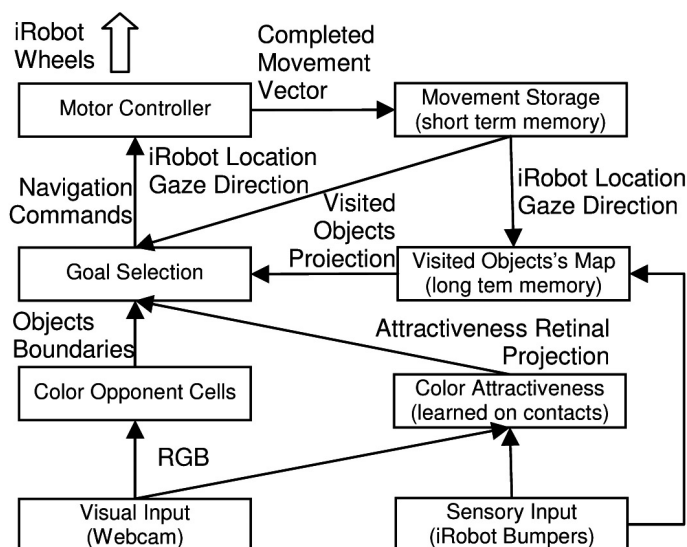 iRobot
Wheels
Completed
Movement
Vector
Motor Controller
Movement Storage
(short term memory)
iRobot Location
Gaze Direction
Navigation
Commands
Visited
Objects
Projection
iRobot Location
Gaze Direction
Goal Selection
Visited Objects's Map
(long tem memory)
Objects
Boundaries
Attractiveness Retinal
Projection
Color Opponent Cells
Color Attractiveness
(learned on contacts)
RGB
Visual Input
(Webcam)
Sensory Input
(iRobot Bumpers)